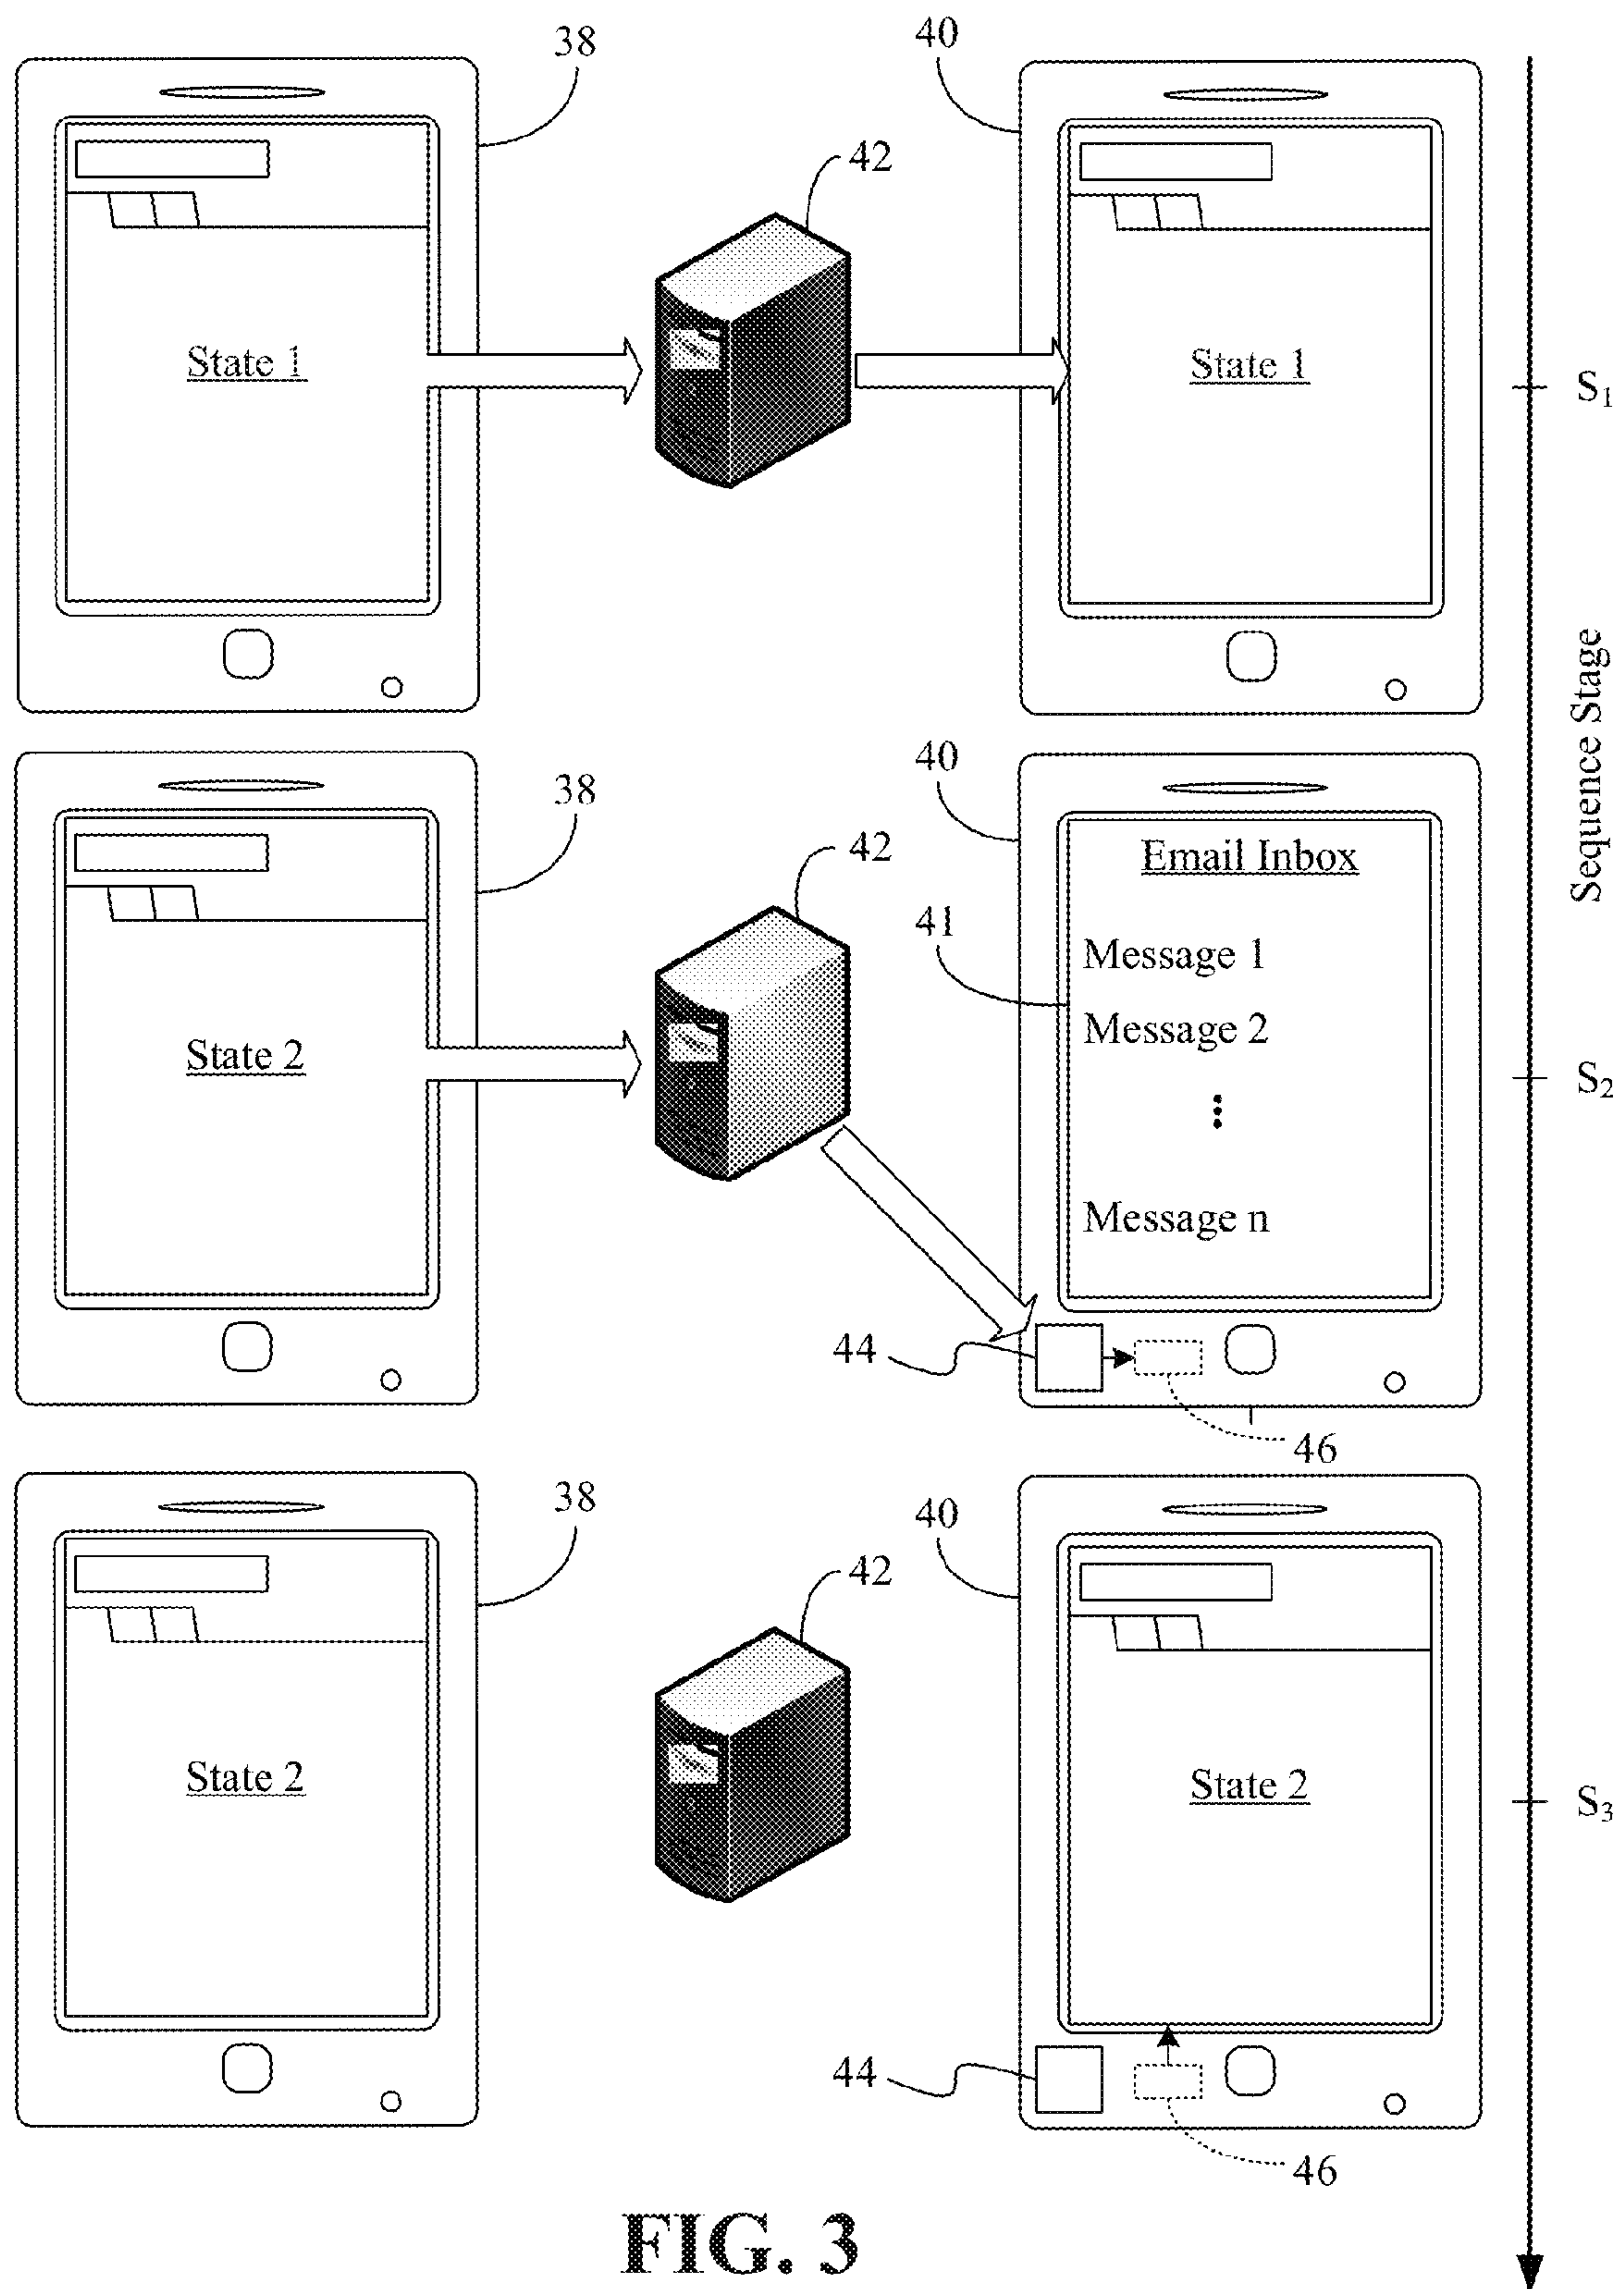 38
40
42
State 1
State 1
S1
Sequence Stage
38
40
42
Email Inbox
41
Message 1
Message 2
State 2
S2
Message n
44
46
38
40
42
State 2
State 2
S3
44
46
FIG. 3